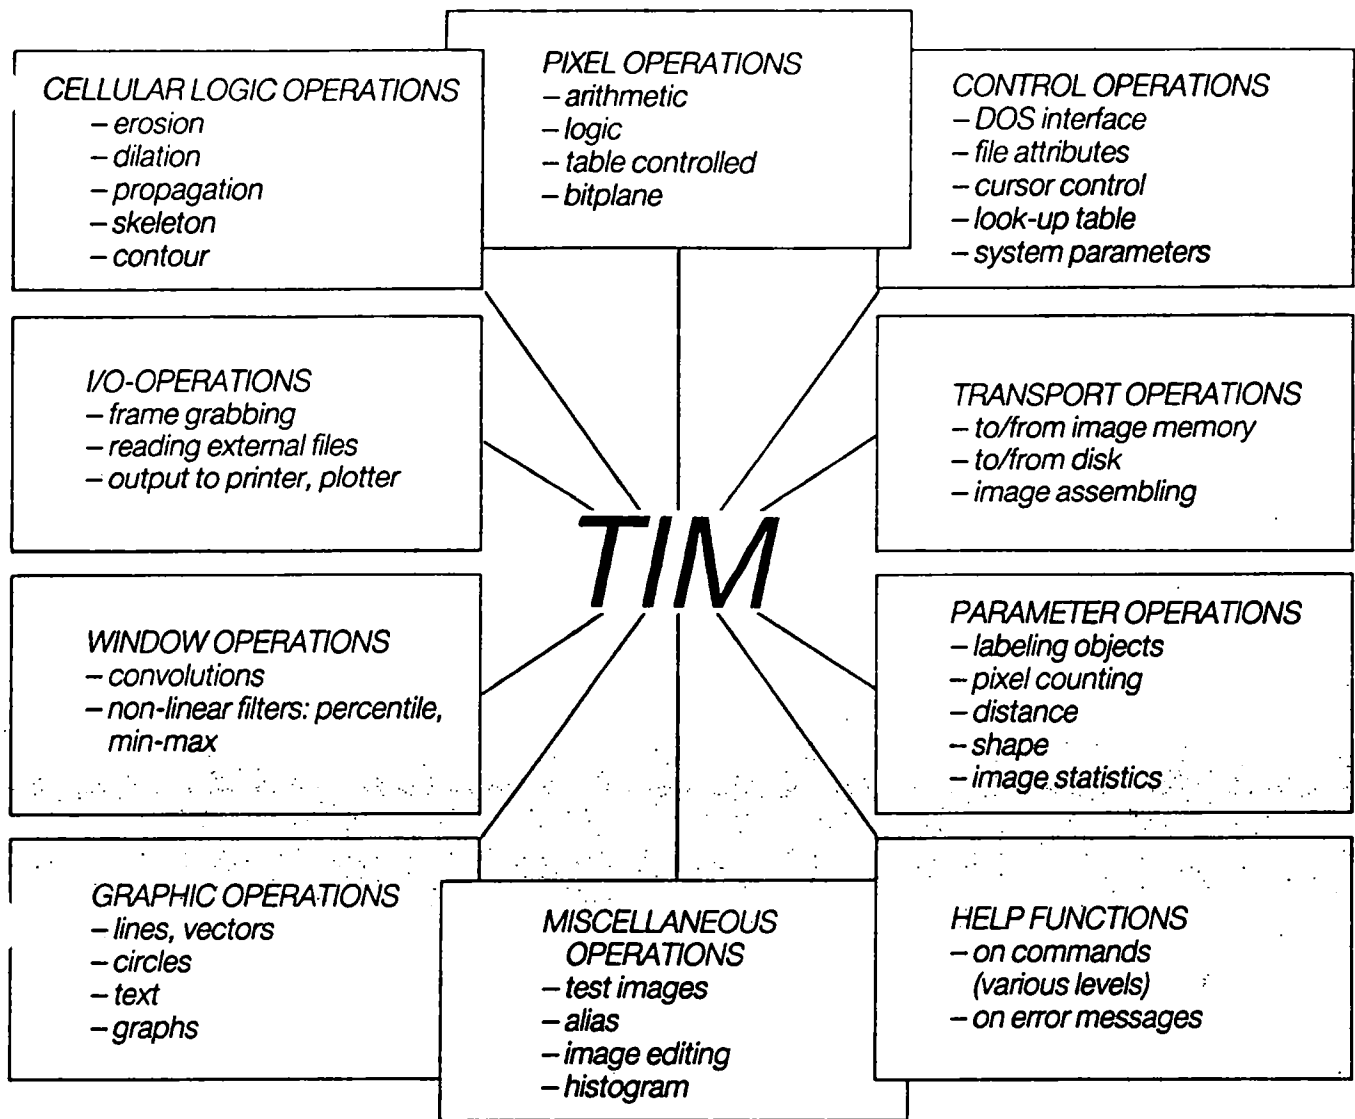 CELLULAR LOGIC OPERATIONS
– erosion
– dilation
– propagation
– skeleton
– contour
PIXEL OPERATIONS
– arithmetic
– logic
– table controlled
– bitplane
CONTROL OPERATIONS
– DOS interface
– file attributes
– cursor control
– look-up table
– system parameters
I/O-OPERATIONS
– frame grabbing
– reading external files
– output to printer, plotter
TRANSPORT OPERATIONS
– to/from image memory
– to/from disk
– image assembling
TIM
WINDOW OPERATIONS
– convolutions
– non-linear filters: percentile,
min-max
PARAMETER OPERATIONS
– labeling objects
– pixel counting
– distance
– shape
– image statistics
GRAPHIC OPERATIONS
– lines, vectors
– circles
– text
– graphs
MISCELLANEOUS
OPERATIONS
– test images
– alias
– image editing
– histogram
HELP FUNCTIONS
– on commands
(various levels)
– on error messages